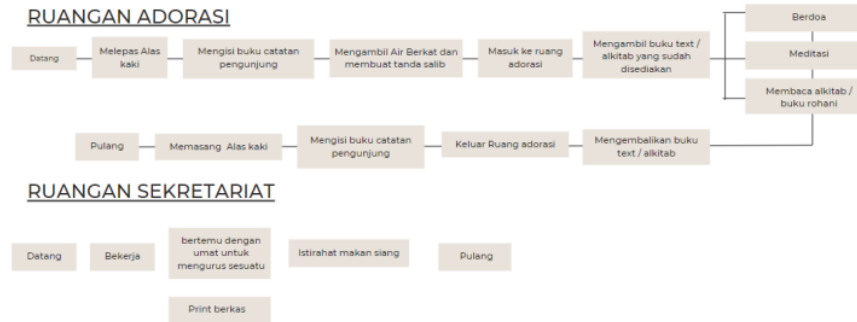 RUANGAN ADORASI
Datang
Melepas Alas
kaki
Mengisi buku catatan
pengunjung
Mengambil Air Berkat dan
membuat tanda salib
Masuk ke ruang
adorasi
Mengambil buku text /
alkitab yang sudah
disediakan
Berdoa
Meditasi
Membaca alkitab /
buku rohani
Pulang
Memasang Alas kaki
Mengisi buku catatan
pengunjung
Keluar Ruang adorasi
Mengembalikan buku
text / alkitab
RUANGAN SEKRETARIAT
Datang
Bekerja
bertemu dengan
umat untuk
mengurus sesuatu
Istirahat makan siang
Pulang
Print berkas